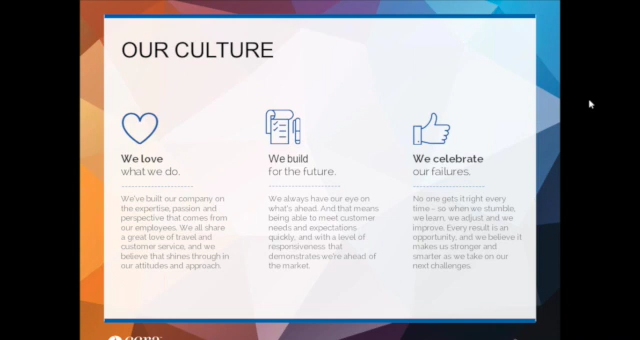 OUR CULTURE
We love
what we do.
We've built our company on
the expertise, passion and
perspective that comes from
our employees. We all share
a great love of travel and
customer service, and we
believe that shines through in
our attitudes and approach.
We build
for the future.
We always have our eye on
what's ahead. And that means
being able to meet customer
needs and expectations
quickly, and with a level of
responsiveness that
demonstrates we're ahead of
the market.
We celebrate
our failures.
No one gets it right every
time - so when we stumble,
we learn, we adjust and we
improve. Every result is an
opportunity, and we believe it
makes us stronger and
smarter as we take on our
next challenges.